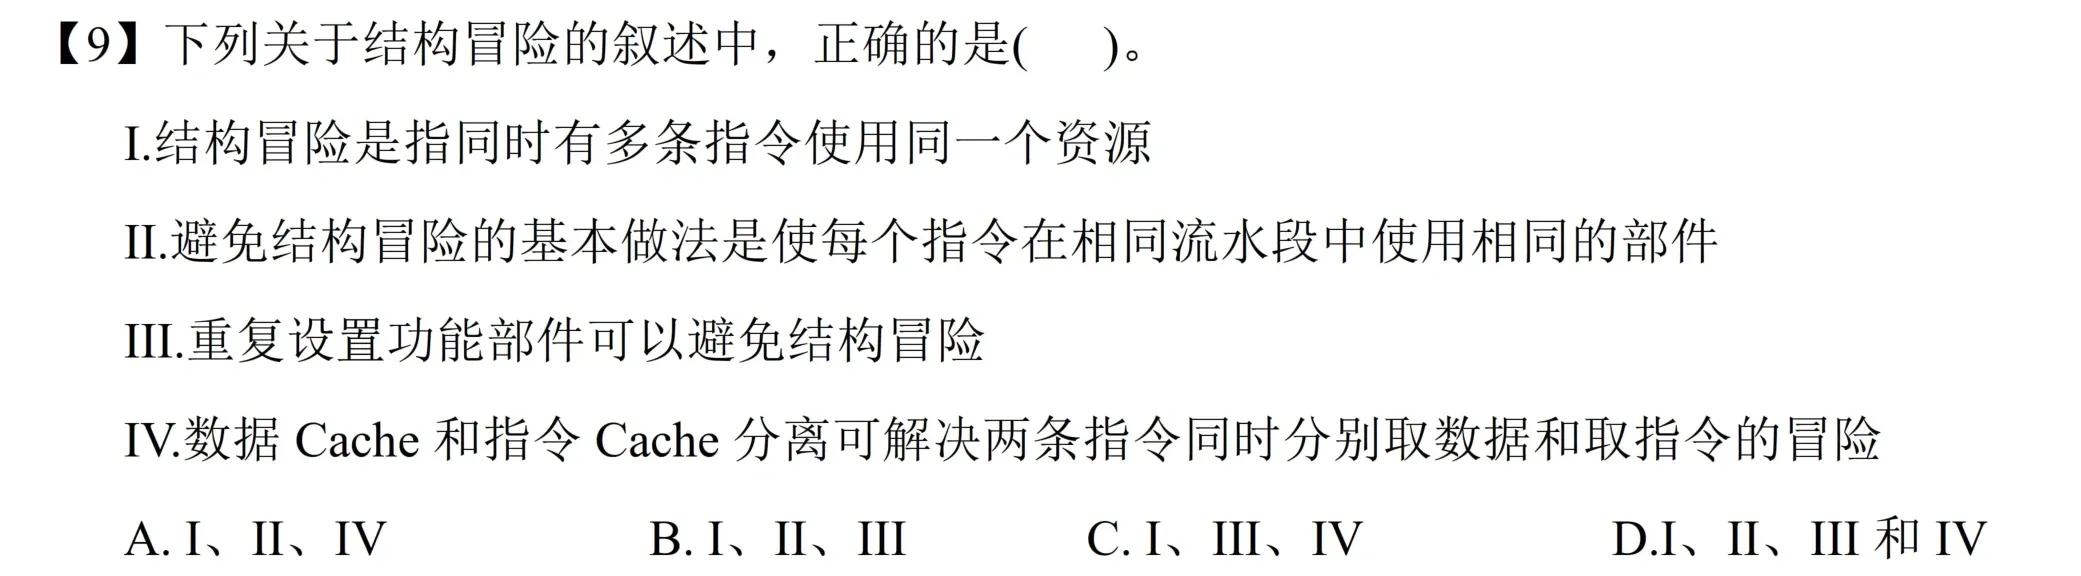 【9】下列关于结构冒险的叙述中，正确的是(    )。
I.结构冒险是指同时有多条指令使用同一个资源
II.避免结构冒险的基本做法是使每个指令在相同流水段中使用相同的部件
III.重复设置功能部件可以避免结构冒险
IV.数据 Cache 和指令 Cache 分离可解决两条指令同时分别取数据和取指令的冒险
A. I、II、IV    B. I、II、III    C. I、III、IV    D.I、II、III 和 IV